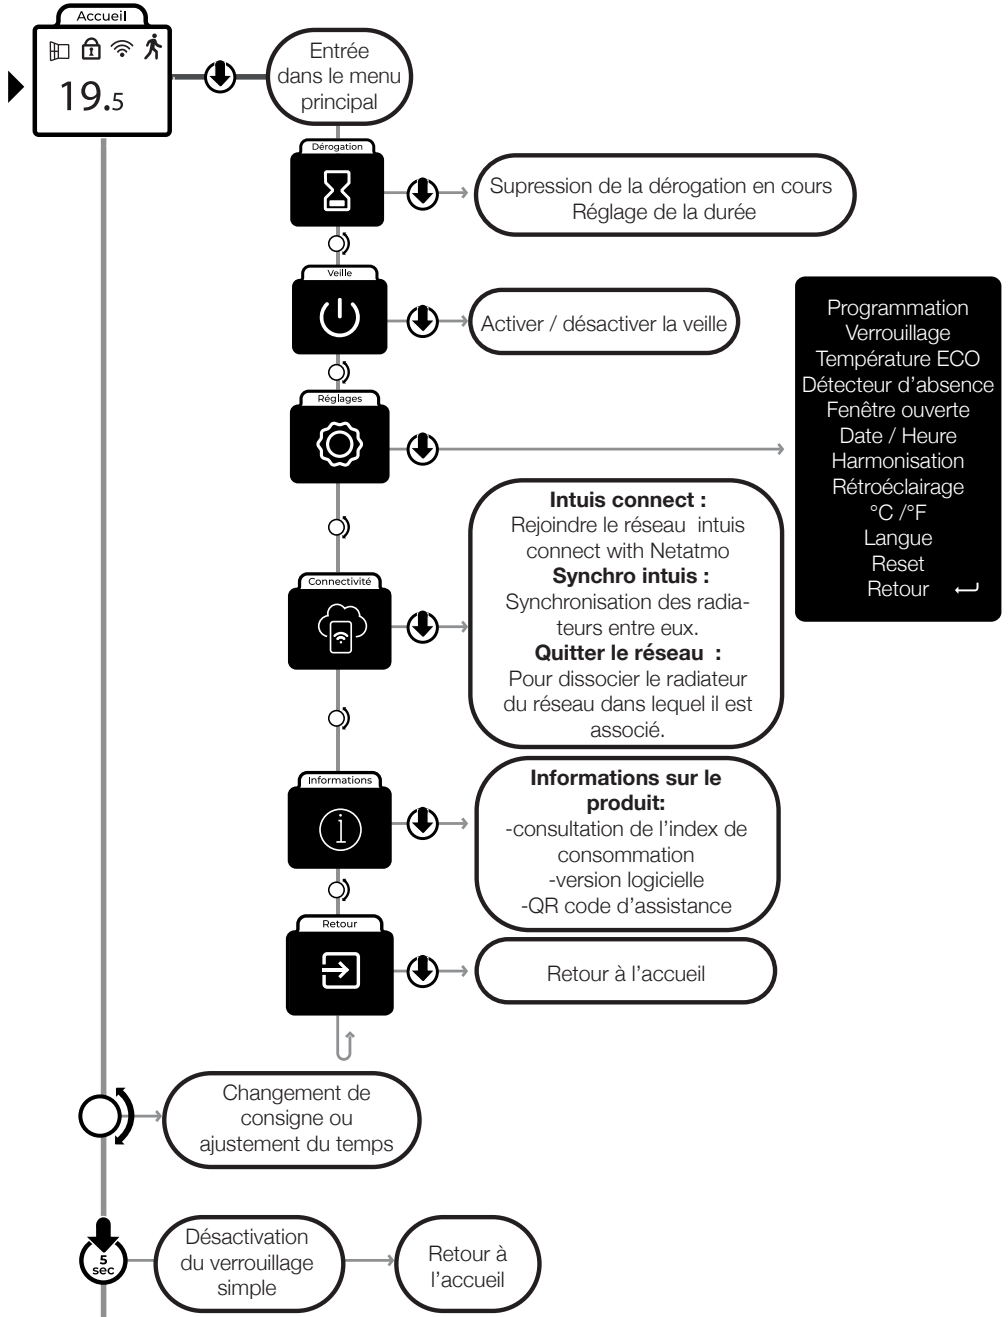 Accueil
19.5
Entrée
dans le menu
principal
Dérogation
Supression de la dérogation en cours
Réglage de la durée
Veille
Activer / désactiver la veille
Réglages
Programmation
Verrouillage
Température ECO
Détecteur d'absence
Fenêtre ouverte
Date / Heure
Harmonisation
Rétroéclairage
°C /°F
Langue
Reset
Retour
Connectivité
Intuis connect :
Rejoindre le réseau intuis
connect with Netatmo
Synchro intuis :
Synchronisation des radia-
teurs entre eux.
Quitter le réseau :
Pour dissocier le radiateur
du réseau dans lequel il est
associé.
Informations
i
Informations sur le
produit:
-consultation de l'index de
consommation
-version logicielle
-QR code d'assistance
Retour
Retour à l'accueil
Changement de
consigne ou
ajustement du temps
5
sec
Désactivation
du verrouillage
simple
Retour à
l'accueil